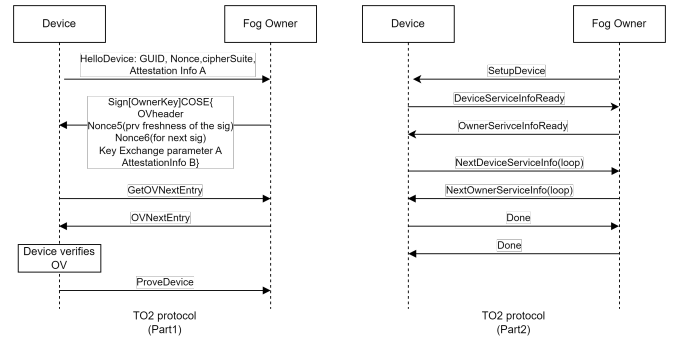 Device
Fog Owner
HelloDevice: GUID, Nonce,cipherSuite,
Attestation Info A
Sign[OwnerKey]COSE{
OVheader
Nonce5(prv freshness of the sig)
Nonce6(for next sig)
Key Exchange parameter A
AttestationInfo B}
GetOVNextEntry
OVNextEntry
Device verifies
OV
ProveDevice
TO2 protocol
(Part1)
Device
Fog Owner
SetupDevice
DeviceServiceInfoReady
OwnerSerivceInfoReady
NextDeviceServiceInfo(loop)
NextOwnerServiceInfo(loop)
Done
Done
TO2 protocol
(Part2)